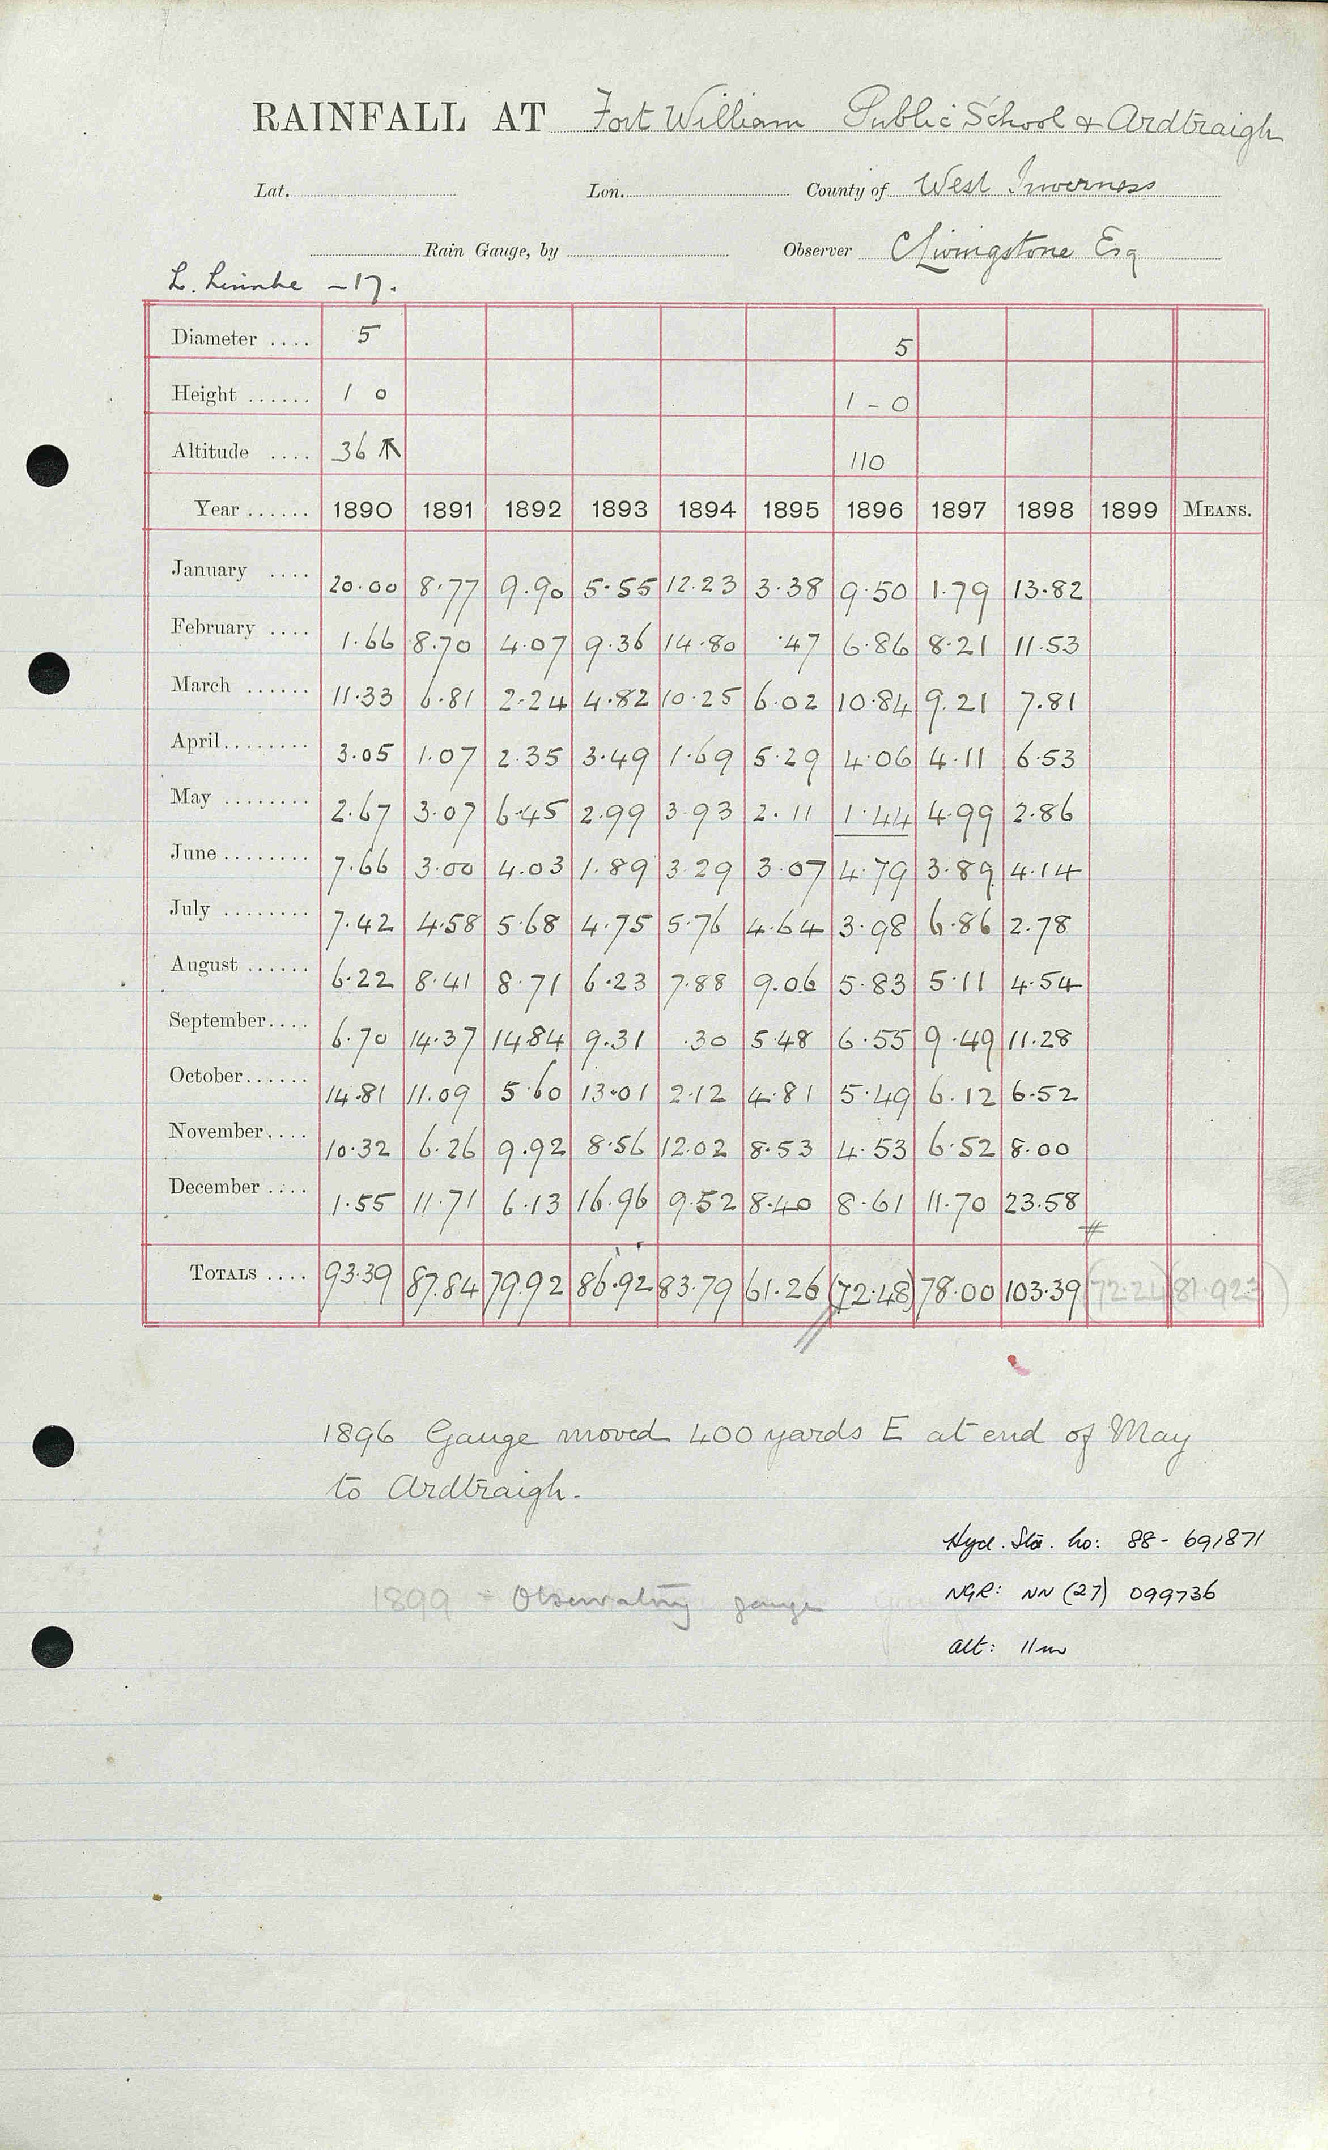 RAINFALL AT Fort William Public School & Ardtraigh
Lat. Lon. County of West Inverness
Rain Gauge, by Observer C Livingstone Esq
L. Linnhe - 17.
Diameter .... 5 5
Height ...... 1 0 1 - 0
Altitude .... 36 ↑ 110
Year ...... 1890 1891 1892 1893 1894 1895 1896 1897 1898 1899 MEANS.
January .... 20.00 8.77 9.90 5.55 12.23 3.38 9.50 1.79 13.82
February .... 1.66 8.70 4.07 9.36 14.80 .47 6.86 8.21 11.53
March ...... 11.33 6.81 2.24 4.82 10.25 6.02 10.84 9.21 7.81
April........ 3.05 1.07 2.35 3.49 1.69 5.29 4.06 4.11 6.53
May ........ 2.67 3.07 6.45 2.99 3.93 2.11 1.44 4.99 2.86
June ........ 7.66 3.00 4.03 1.89 3.29 3.07 4.79 3.89 4.14
July ........ 7.42 4.58 5.68 4.75 5.76 4.64 3.98 6.86 2.78
August ...... 6.22 8.41 8.71 6.23 7.88 9.06 5.83 5.11 4.54
September.... 6.70 14.37 14.84 9.31 .30 5.48 6.55 9.49 11.28
October...... 14.81 11.09 5.60 13.01 2.12 4.81 5.49 6.12 6.52
November.... 10.32 6.26 9.92 8.56 12.02 8.53 4.53 6.52 8.00
December .... 1.55 11.71 6.13 16.96 9.52 8.40 8.61 11.70 23.58
TOTALS .... 93.39 87.84 79.92 86.92 83.79 61.26 (72.48) 78.00 103.39 (72.24) (81.923)
1896 Gauge moved 400 yards E at end of May
to Ardtraigh.
Hyd. Sta. No: 88- 691871
1899 = Observatory gauge
NGR: NN (27) 099736
alt: 11m